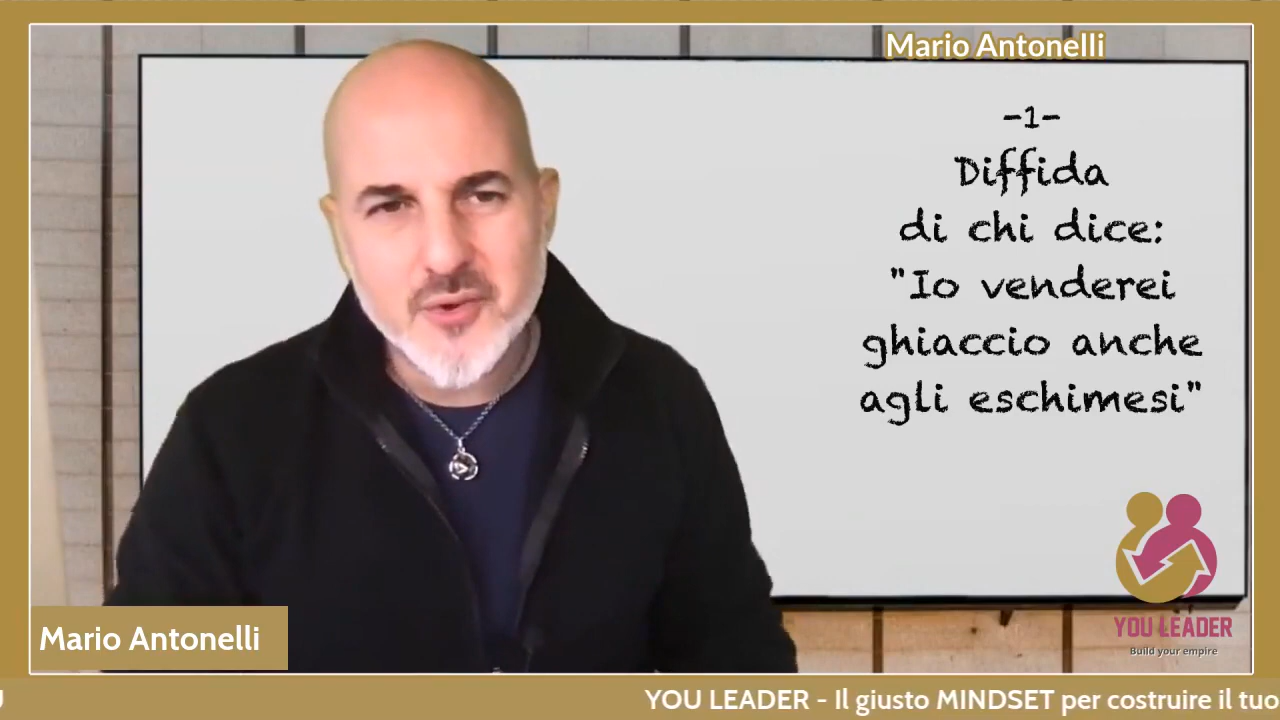 Mario Antonelli
-1-
Diffida
di chi dice:
"Io venderei
ghiaccio anche
agli eschimesi"
YOU LEADER
Build your empire
Mario Antonelli
YOU LEADER - Il giusto MINDSET per costruire il tuo